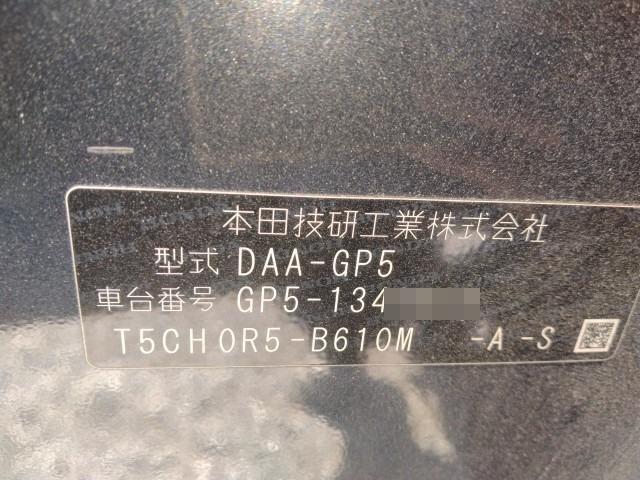 本田技研工業株式会社
型式 DAA-GP5
車台番号 GP5-134
T5CH0R5-B610M -A -S